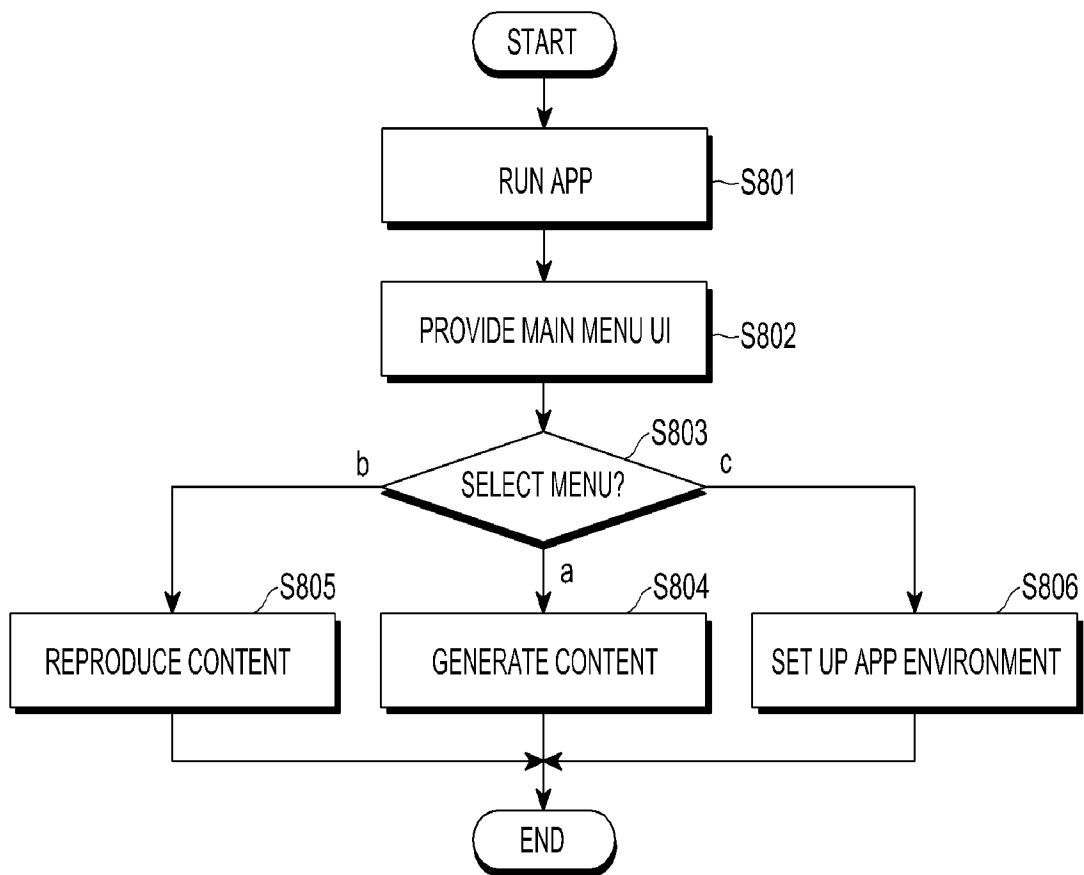 START
RUN APP
S801
PROVIDE MAIN MENU UI
S802
S803
b
SELECT MENU?
c
a
S805
S804
S806
REPRODUCE CONTENT
GENERATE CONTENT
SET UP APP ENVIRONMENT
END